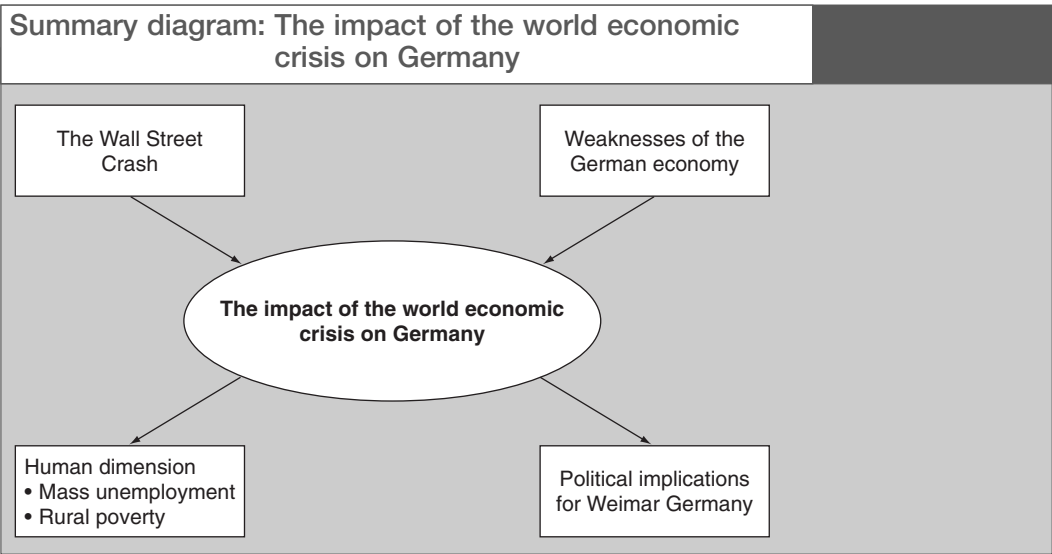 Summary diagram: The impact of the world economic
crisis on Germany
The Wall Street
Crash
Weaknesses of the
German economy
The impact of the world economic
crisis on Germany
Human dimension
• Mass unemployment
• Rural poverty
Political implications
for Weimar Germany